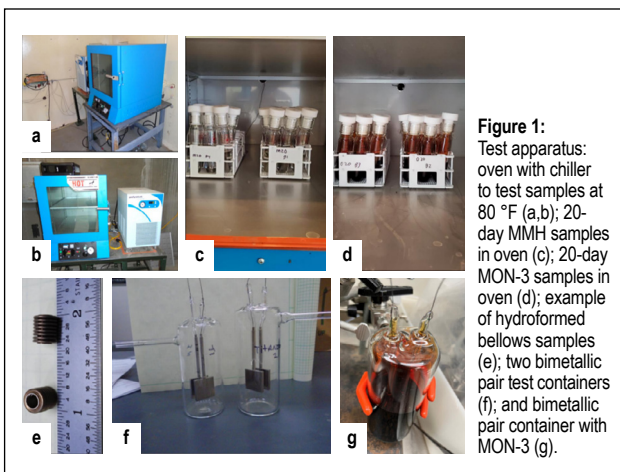 a
b
HOT
c
d
e
2
1
f
g
Figure 1:
Test apparatus:
oven with chiller
to test samples at
80 °F (a,b); 20-
day MMH samples
in oven (c); 20-day
MON-3 samples in
oven (d); example
of hydroformed
bellows samples
(e); two bimetallic
pair test containers
(f); and bimetallic
pair container with
MON-3 (g).